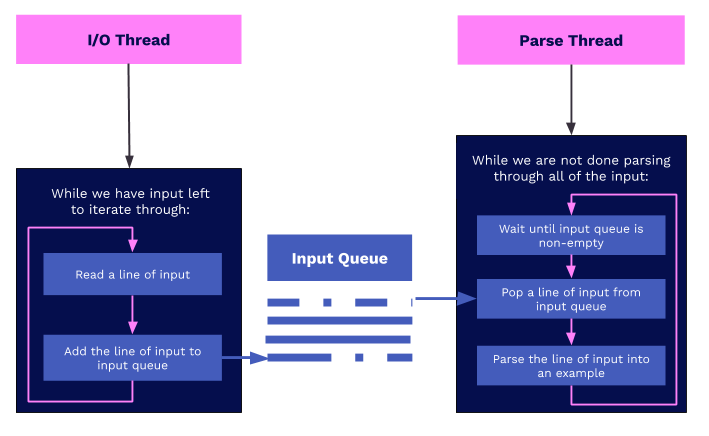 I/O Thread
Parse Thread
While we have input left
to iterate through:
Read a line of input
Add the line of input to
input queue
Input Queue
While we are not done parsing
through all of the input:
Wait until input queue is
non-empty
Pop a line of input from
input queue
Parse the line of input into
an example